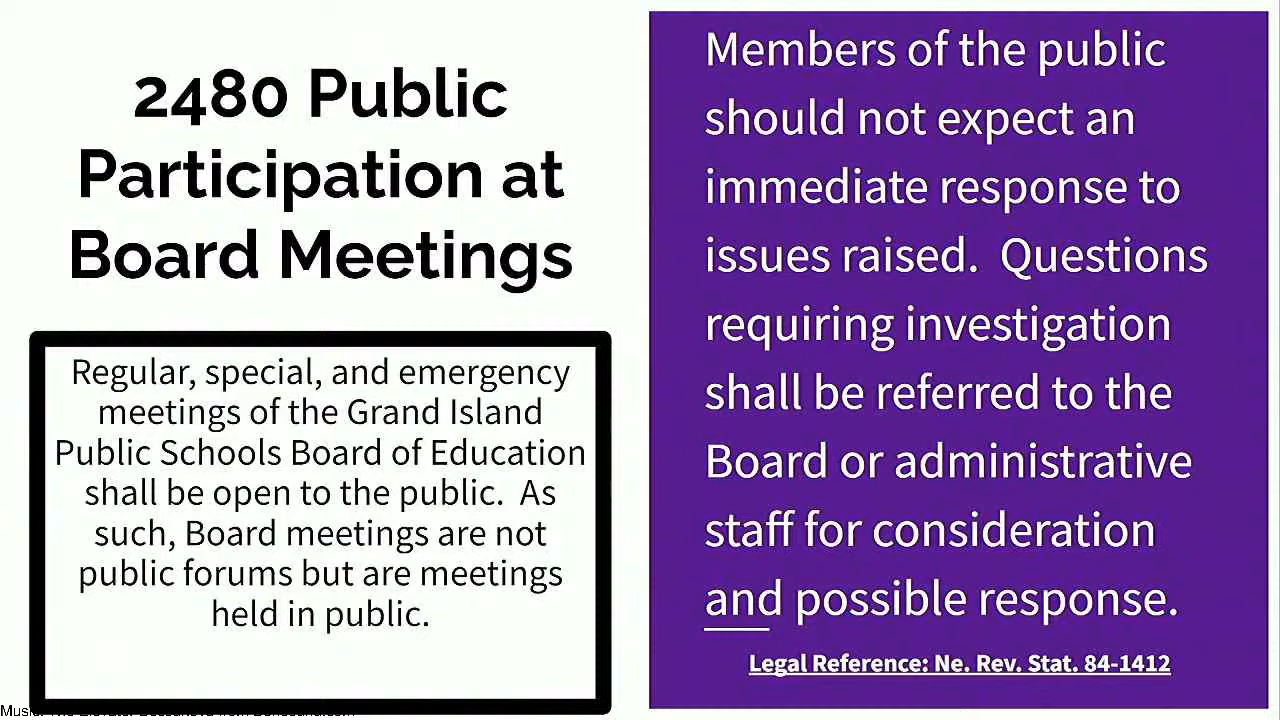 2480 Public
Participation at
Board Meetings
Regular, special, and emergency
meetings of the Grand Island
Public Schools Board of Education
shall be open to the public. As
such, Board meetings are not
public forums but are meetings
held in public.
Members of the public
should not expect an
immediate response to
issues raised. Questions
requiring investigation
shall be referred to the
Board or administrative
staff for consideration
and possible response.
Legal Reference: Ne. Rev. Stat. 84-1412